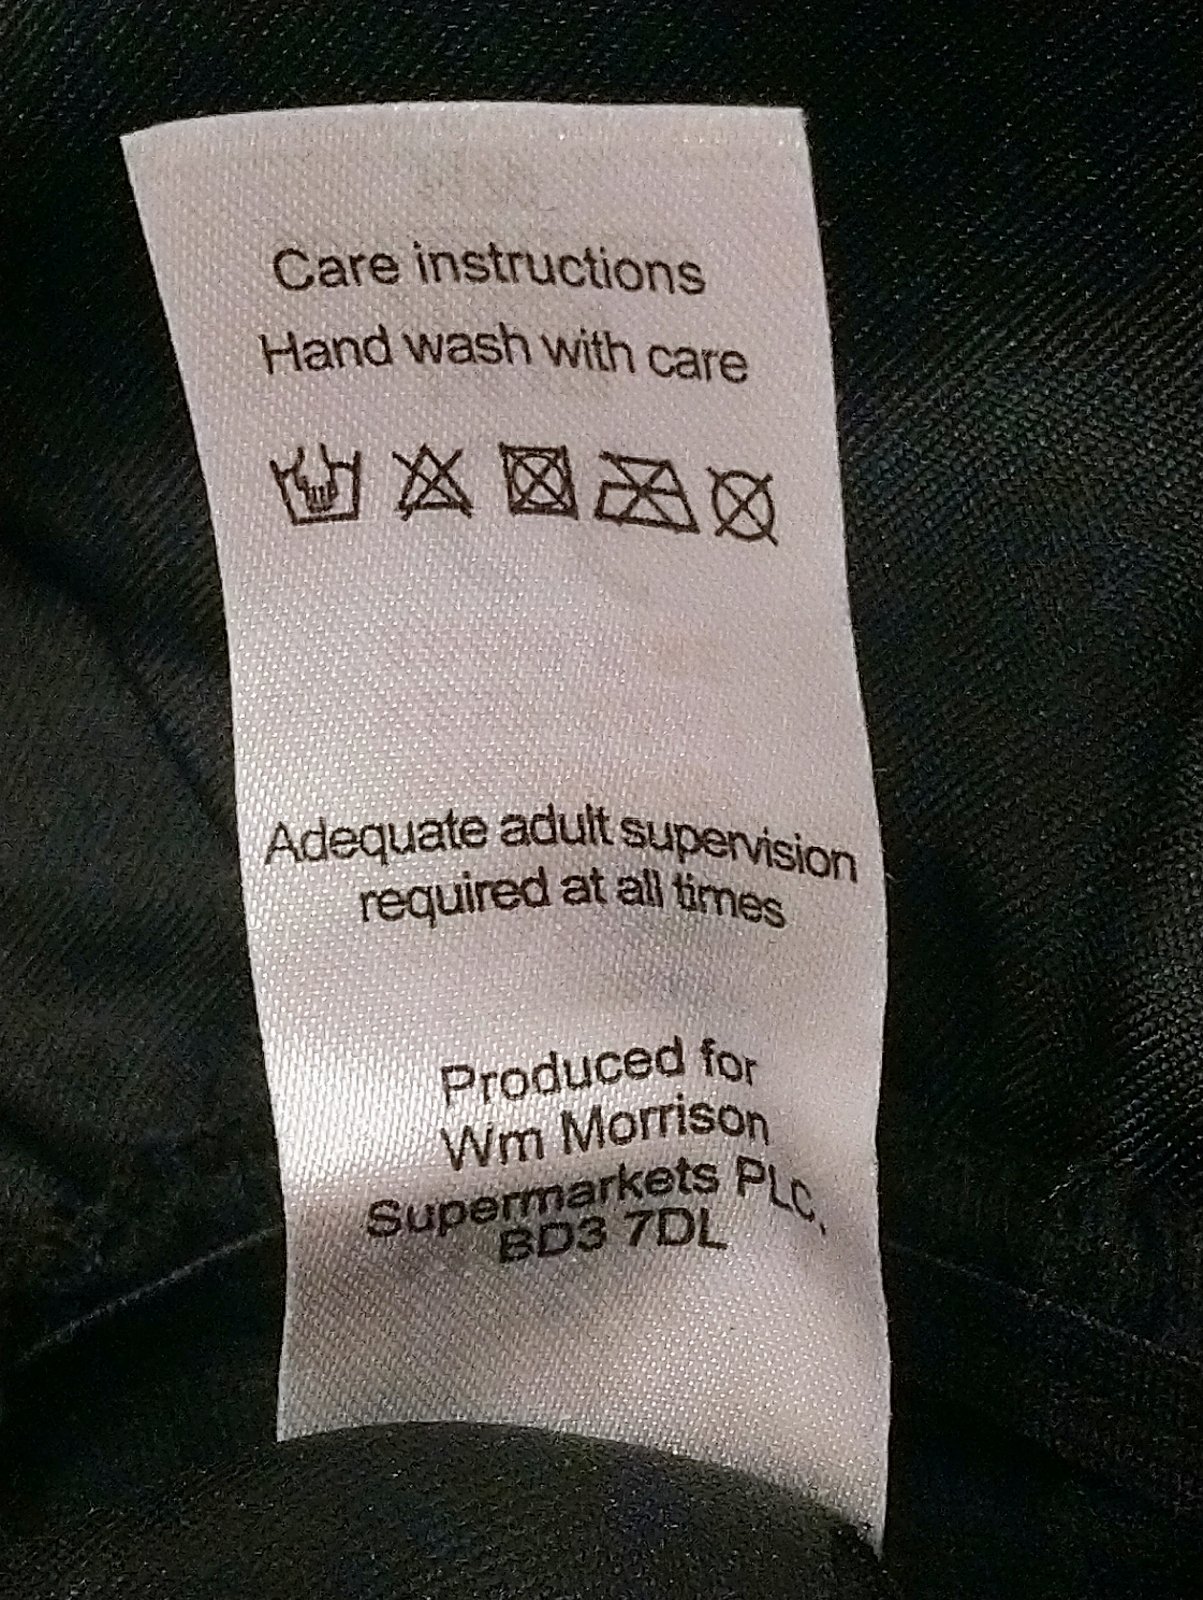 Care instructions
Hand wash with care
Adequate adult supervision
required at all times
Produced for
Wm Morrison
Supermarkets PLC,
BD3 7DL